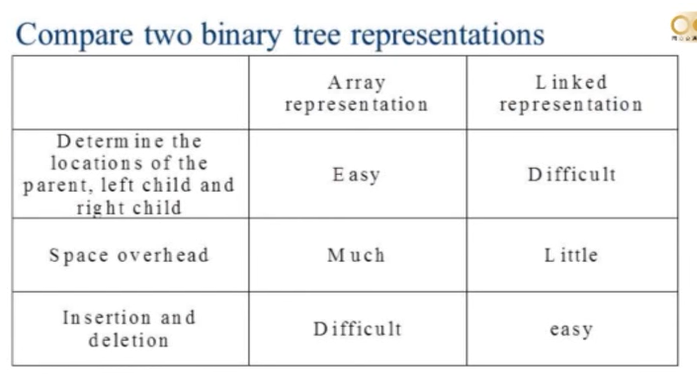 Compare two binary tree representations
Array
representation
Linked
representation
Determine the
locations of the
parent, left child and
right child
Easy
Difficult
Space overhead
Much
Little
Insertion and
deletion
Difficult
easy